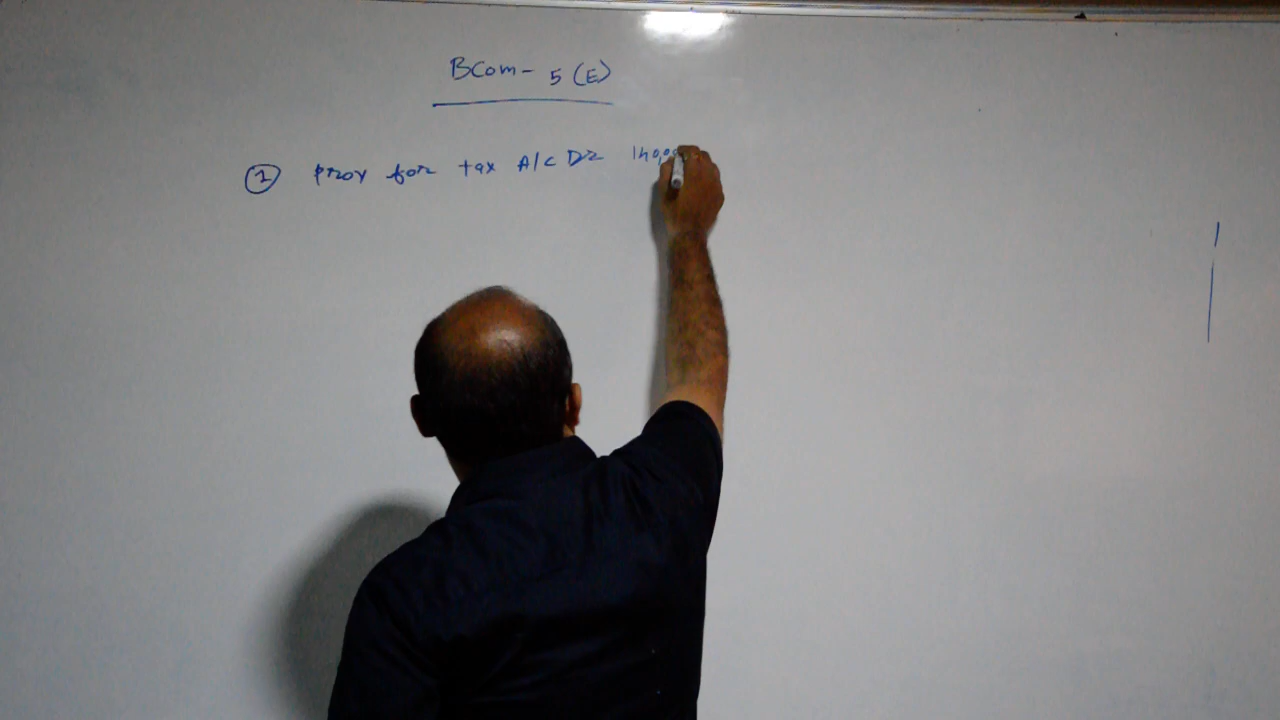 BCom - 5 (E)
① Prov for tax A/c Dr